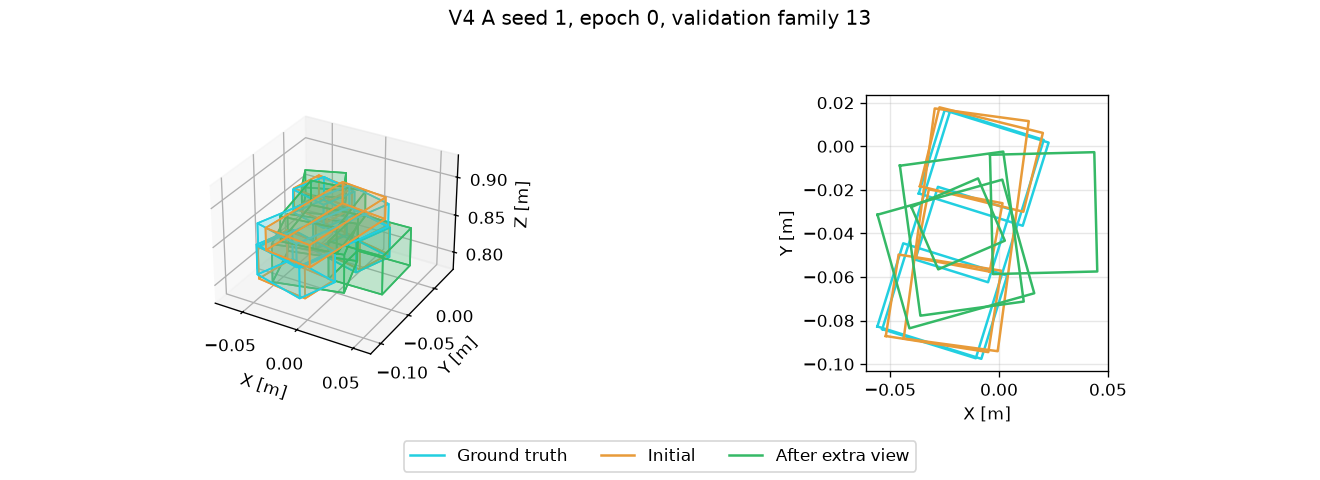 V4 A seed 1, epoch 0, validation family 13
0.90
0.85
0.80
Z [m]
0.00
−0.05
−0.10
Y [m]
−0.05
0.00
0.05
X [m]
0.02
0.00
−0.02
−0.04
−0.06
−0.08
−0.10
Y [m]
−0.05
0.00
0.05
X [m]
Ground truth
Initial
After extra view